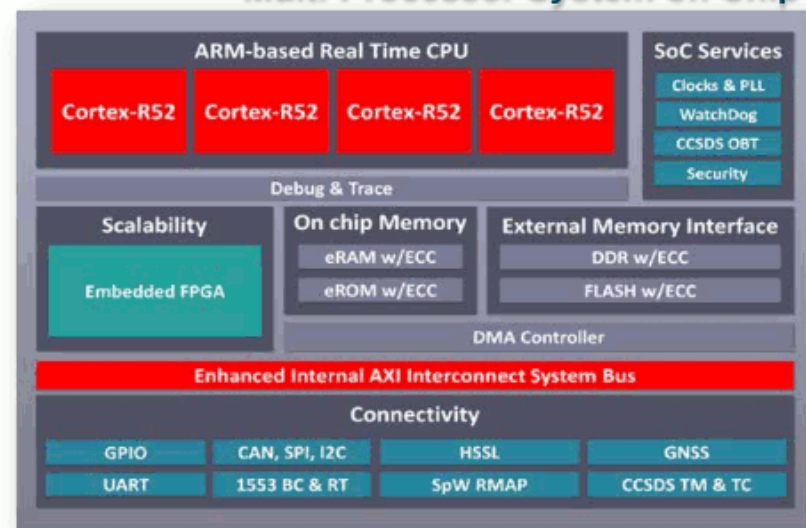 ARM-based Real Time CPU
Cortex-R52 Cortex-R52 Cortex-R52 Cortex-R52
SoC Services
Clocks & PLL
WatchDog
CCSDS OBT
Security
Debug & Trace
Scalability
Embedded FPGA
On chip Memory
eRAM w/ECC
eROM w/ECC
External Memory Interface
DDR w/ECC
FLASH w/ECC
DMA Controller
Enhanced Internal AXI Interconnect System Bus
Connectivity
GPIO CAN, SPI, I2C HSSL GNSS
UART 1553 BC & RT SpW RMAP CCSDS TM & TC